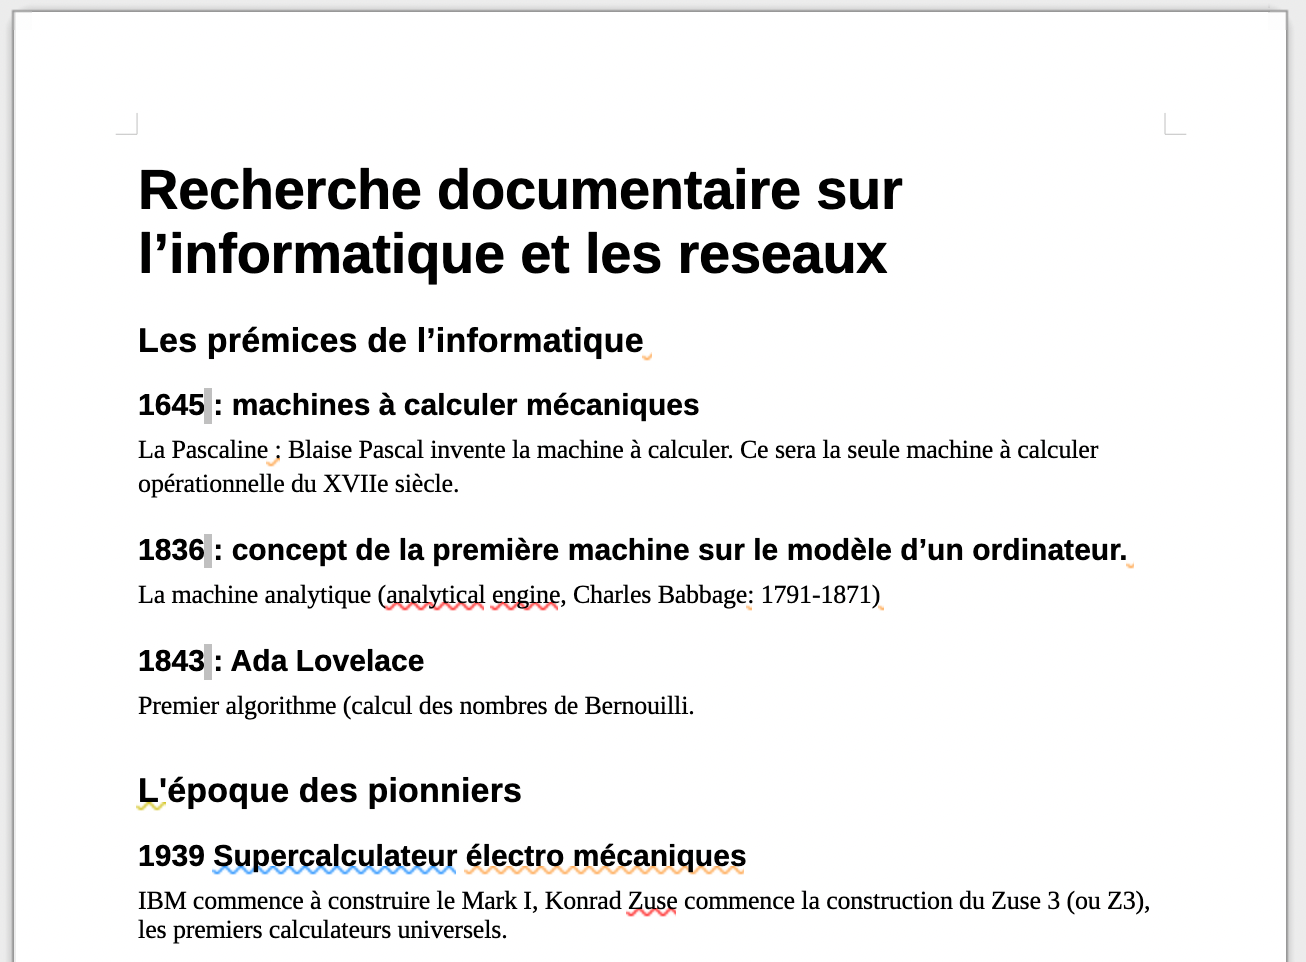 Recherche documentaire sur
l’informatique et les reseaux
Les prémices de l’informatique
1645 : machines à calculer mécaniques
La Pascaline : Blaise Pascal invente la machine à calculer. Ce sera la seule machine à calculer
opérationnelle du XVIIe siècle.
1836 : concept de la première machine sur le modèle d’un ordinateur.
La machine analytique (analytical engine, Charles Babbage: 1791-1871)
1843 : Ada Lovelace
Premier algorithme (calcul des nombres de Bernouilli.
L'époque des pionniers
1939 Supercalculateur électro mécaniques
IBM commence à construire le Mark I, Konrad Zuse commence la construction du Zuse 3 (ou Z3),
les premiers calculateurs universels.